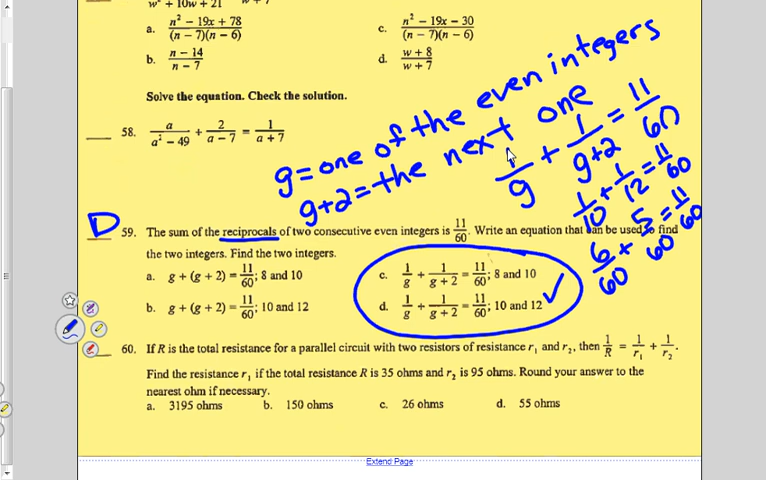 w² + 10w + 21
a. n² − 19x + 78 / (n − 7)(n − 6)
c. n² − 19x − 30 / (n − 7)(n − 6)
b. n − 14 / n − 7
d. w + 8 / w + 7
Solve the equation. Check the solution.
58. a / a² − 49 + 2 / a − 7 = 1 / a + 7
g = one of the even integers
g+2 = the next one
1/g + 1/g+2 = 11/60
1/10 + 1/12 = 11/60
6/60 + 5/60 = 11/60
D
59. The sum of the reciprocals of two consecutive even integers is 11/60. Write an equation that can be used to find
the two integers. Find the two integers.
a. g + (g + 2) = 11/60; 8 and 10
c. 1/g + 1/g + 2 = 11/60; 8 and 10
b. g + (g + 2) = 11/60; 10 and 12
d. 1/g + 1/g + 2 = 11/60; 10 and 12 ✓
60. If R is the total resistance for a parallel circuit with two resistors of resistance r₁ and r₂, then 1/R = 1/r₁ + 1/r₂.
Find the resistance r₁ if the total resistance R is 35 ohms and r₂ is 95 ohms. Round your answer to the
nearest ohm if necessary.
a. 3195 ohms b. 150 ohms c. 26 ohms d. 55 ohms
Extend Page